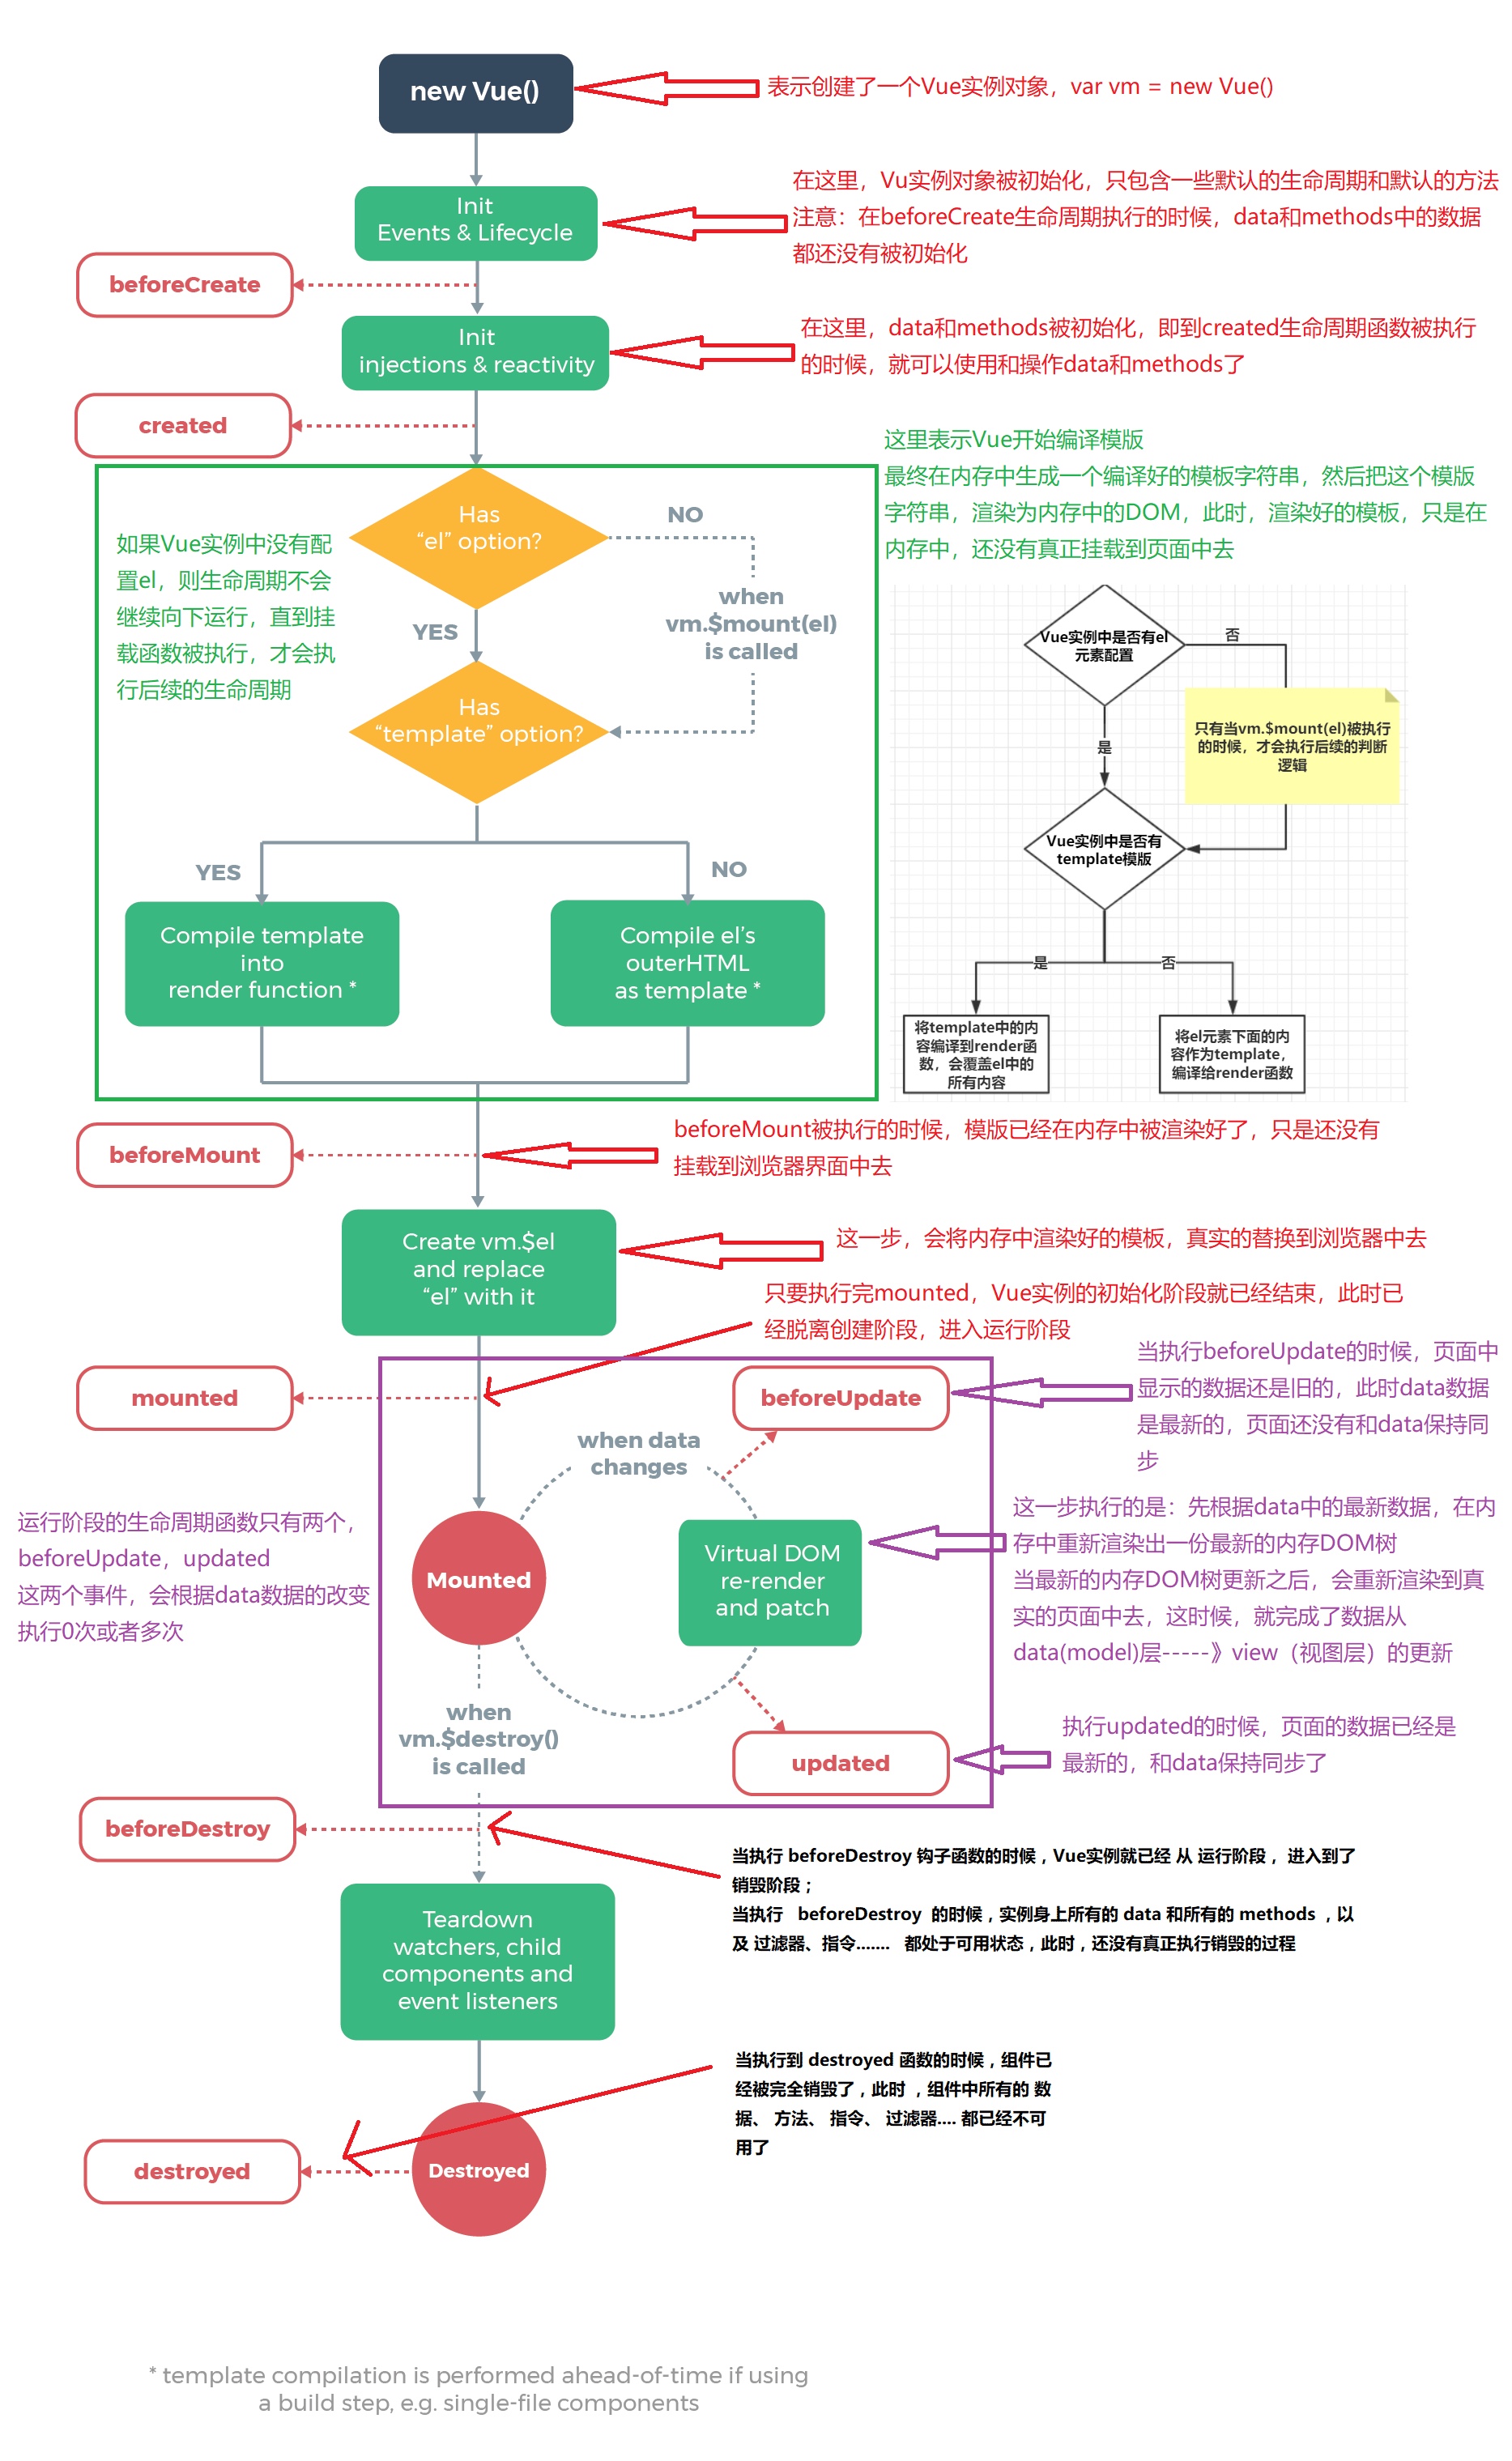 new Vue()
表示创建了一个Vue实例对象，var vm = new Vue()
Init
Events & Lifecycle
在这里，Vu实例对象被初始化，只包含一些默认的生命周期和默认的方法
注意：在beforeCreate生命周期执行的时候，data和methods中的数据
都还没有被初始化
beforeCreate
Init
injections & reactivity
在这里，data和methods被初始化，即到created生命周期函数被执行
的时候，就可以使用和操作data和methods了
created
这里表示Vue开始编译模版
最终在内存中生成一个编译好的模板字符串，然后把这个模版
字符串，渲染为内存中的DOM，此时，渲染好的模板，只是在
内存中，还没有真正挂载到页面中去
如果Vue实例中没有配
置el，则生命周期不会
继续向下运行，直到挂
载函数被执行，才会执
行后续的生命周期
Has
“el” option?
NO
when
vm.$mount(el)
is called
YES
Has
“template” option?
YES
NO
Compile template
into
render function *
Compile el’s
outerHTML
as template *
Vue实例中是否有el
元素配置
否
只有当vm.$mount(el)被执行
的时候，才会执行后续的判断
逻辑
是
Vue实例中是否有
template模版
是
否
将template中的内
容编译到render函
数，会覆盖el中的
所有内容
将el元素下面的内
容作为template，
编译给render函数
beforeMount
beforeMount被执行的时候，模版已经在内存中被渲染好了，只是还没有
挂载到浏览器界面中去
Create vm.$el
and replace
“el” with it
这一步，会将内存中渲染好的模板，真实的替换到浏览器中去
只要执行完mounted，Vue实例的初始化阶段就已经结束，此时已
经脱离创建阶段，进入运行阶段
mounted
beforeUpdate
当执行beforeUpdate的时候，页面中
显示的数据还是旧的，此时data数据
是最新的，页面还没有和data保持同
步
when data
changes
运行阶段的生命周期函数只有两个，
beforeUpdate，updated
这两个事件，会根据data数据的改变
执行0次或者多次
Mounted
Virtual DOM
re-render
and patch
这一步执行的是：先根据data中的最新数据，在内
存中重新渲染出一份最新的内存DOM树
当最新的内存DOM树更新之后，会重新渲染到真
实的页面中去，这时候，就完成了数据从
data(model)层-----》view（视图层）的更新
when
vm.$destroy()
is called
updated
执行updated的时候，页面的数据已经是
最新的，和data保持同步了
beforeDestroy
当执行 beforeDestroy 钩子函数的时候，Vue实例就已经 从 运行阶段 ，进入到了
销毁阶段；
当执行 beforeDestroy 的时候，实例身上所有的 data 和所有的 methods ，以
及 过滤器、指令....... 都处于可用状态，此时，还没有真正执行销毁的过程
Teardown
watchers, child
components and
event listeners
当执行到 destroyed 函数的时候，组件已
经被完全销毁了，此时 ，组件中所有的 数
据、 方法、 指令、 过滤器.... 都已经不可
用了
destroyed
Destroyed
* template compilation is performed ahead-of-time if using
a build step, e.g. single-file components